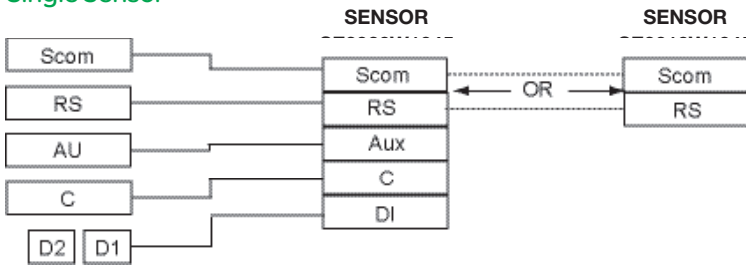 Single Sensor
SENSOR
SENSOR
Scom
RS
AU
C
D2 D1
Scom
RS
Aux
C
DI
OR
Scom
RS